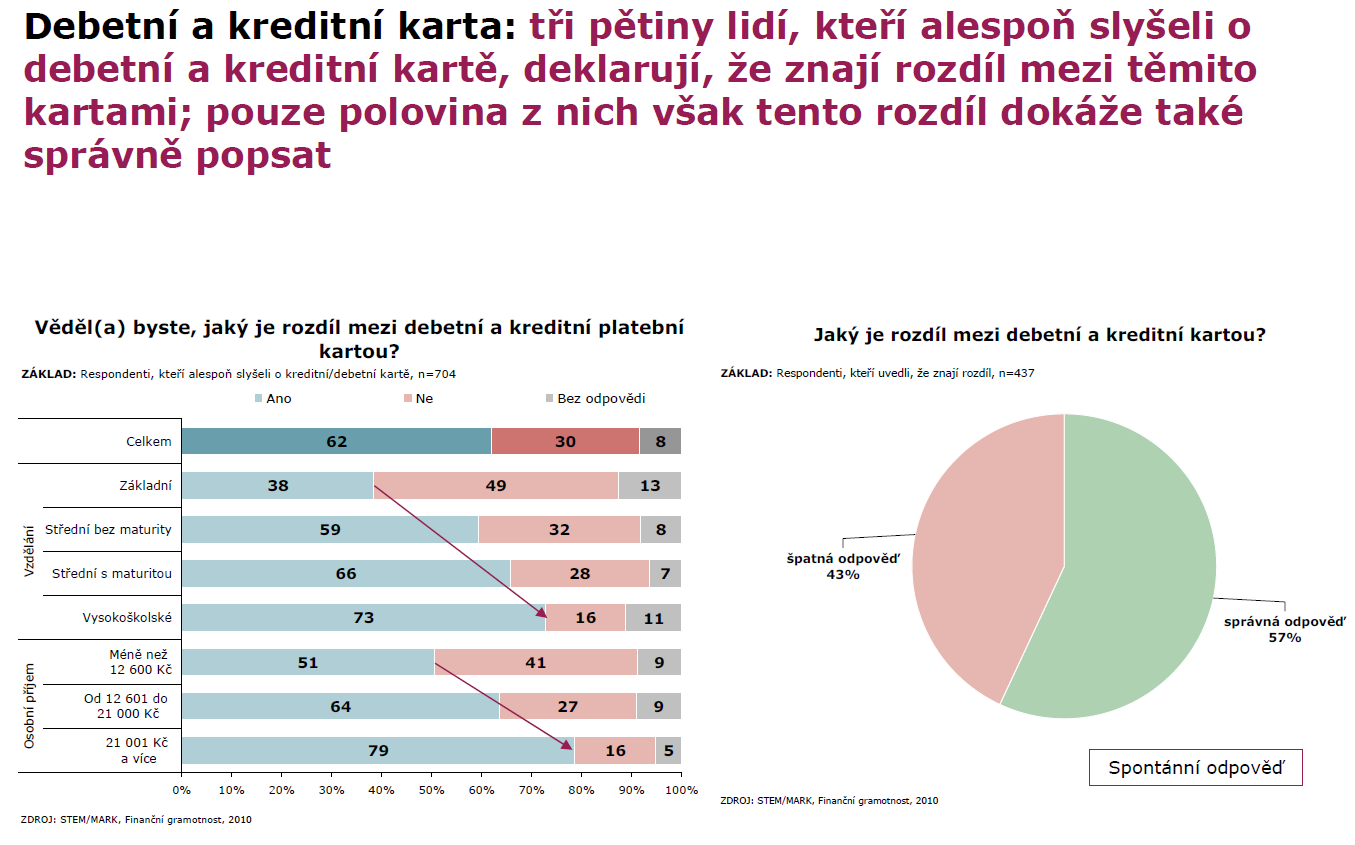 Debetní a kreditní karta: tři pětiny lidí, kteří alespoň slyšeli o
debetní a kreditní kartě, deklarují, že znají rozdíl mezi těmito
kartami; pouze polovina z nich však tento rozdíl dokáže také
správně popsat
Věděl(a) byste, jaký je rozdíl mezi debetní a kreditní platební
kartou?
ZÁKLAD: Respondenti, kteří alespoň slyšeli o kreditní/debetní kartě, n=704
Ano Ne Bez odpovědi
Celkem 62 30 8
Vzdělání
Základní 38 49 13
Střední bez maturity 59 32 8
Střední s maturitou 66 28 7
Vysokoškolské 73 16 11
Osobní příjem
Méně než
12 600 Kč 51 41 9
Od 12 601 do
21 000 Kč 64 27 9
21 001 Kč
a více 79 16 5
0% 10% 20% 30% 40% 50% 60% 70% 80% 90% 100%
ZDROJ: STEM/MARK, Finanční gramotnost, 2010
Jaký je rozdíl mezi debetní a kreditní kartou?
ZÁKLAD: Respondenti, kteří uvedli, že znají rozdíl, n=437
špatná odpověď
43%
správná odpověď
57%
Spontánní odpověď
ZDROJ: STEM/MARK, Finanční gramotnost, 2010